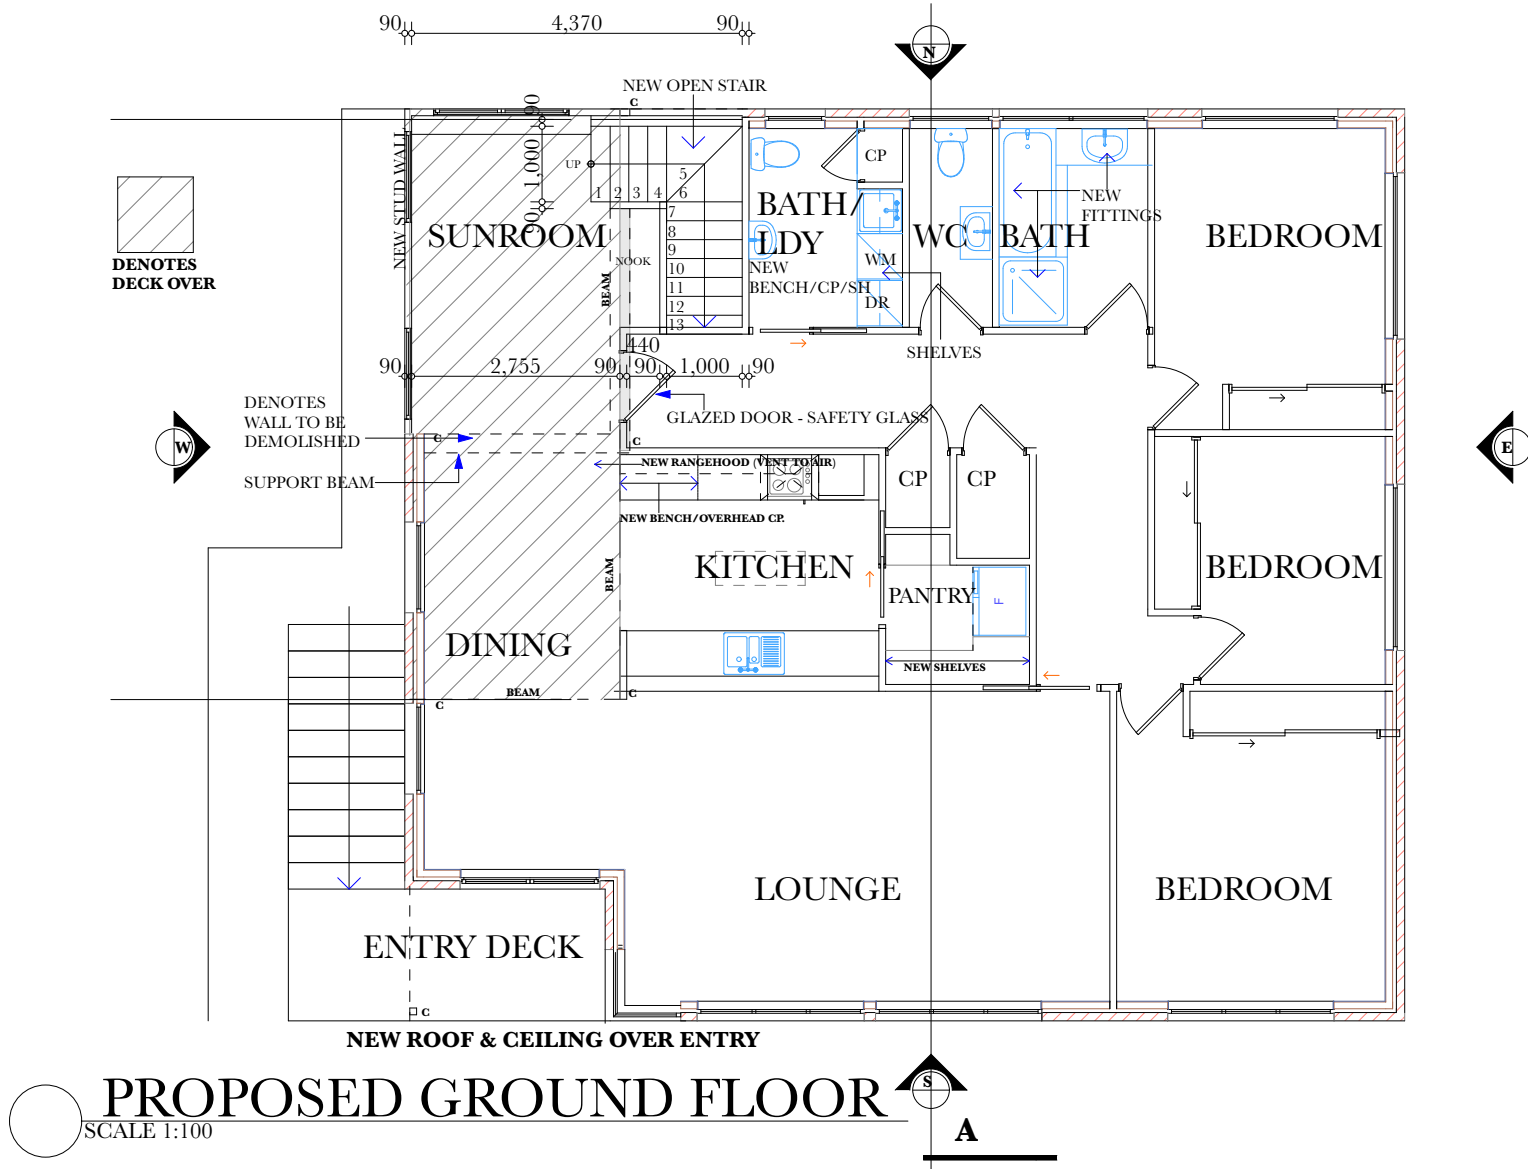 90
4,370
90
N
NEW OPEN STAIR
C
90
1,000
90
NEW STUD WALL
UP
1
2
3
4
5
6
7
8
9
10
11
12
13
CP
BATH/
LDY
WC
BATH
NEW
FITTINGS
BEDROOM
SUNROOM
NOOK
BEAM
NEW
BENCH/CP/SH
WM
DR
DENOTES
DECK OVER
SHELVES
440
90
2,755
90
90
1,000
90
GLAZED DOOR - SAFETY GLASS
DENOTES
WALL TO BE
DEMOLISHED
C
C
W
E
SUPPORT BEAM
NEW RANGEHOOD (VENT TO AIR)
CP
CP
NEW BENCH/OVERHEAD CP.
KITCHEN
BEDROOM
BEAM
PANTRY
F
DINING
NEW SHELVES
BEAM
C
C
LOUNGE
BEDROOM
ENTRY DECK
C
NEW ROOF & CEILING OVER ENTRY
PROPOSED GROUND FLOOR
SCALE 1:100
S
A